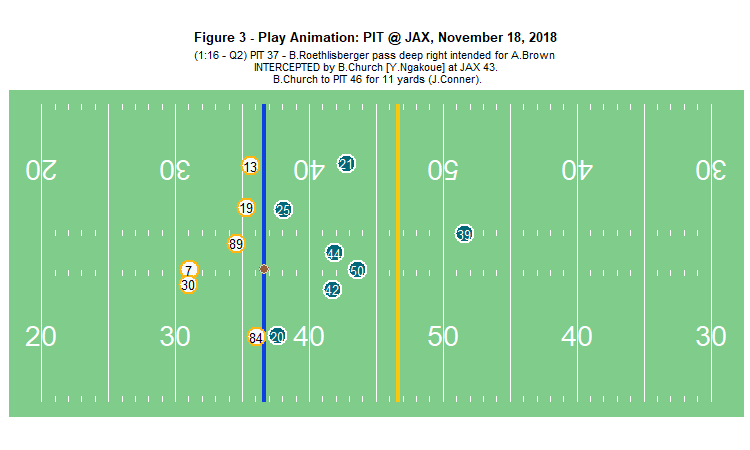 Figure 3 - Play Animation: PIT @ JAX, November 18, 2018
(1:16 - Q2) PIT 37 - B.Roethlisberger pass deep right intended for A.Brown
INTERCEPTED by B.Church [Y.Ngakoue] at JAX 43.
B.Church to PIT 46 for 11 yards (J.Conner).
20 30 40 50 40 30
13 21
19 25
39
89
44
7 50
30 42
84 20
20 30 40 50 40 30